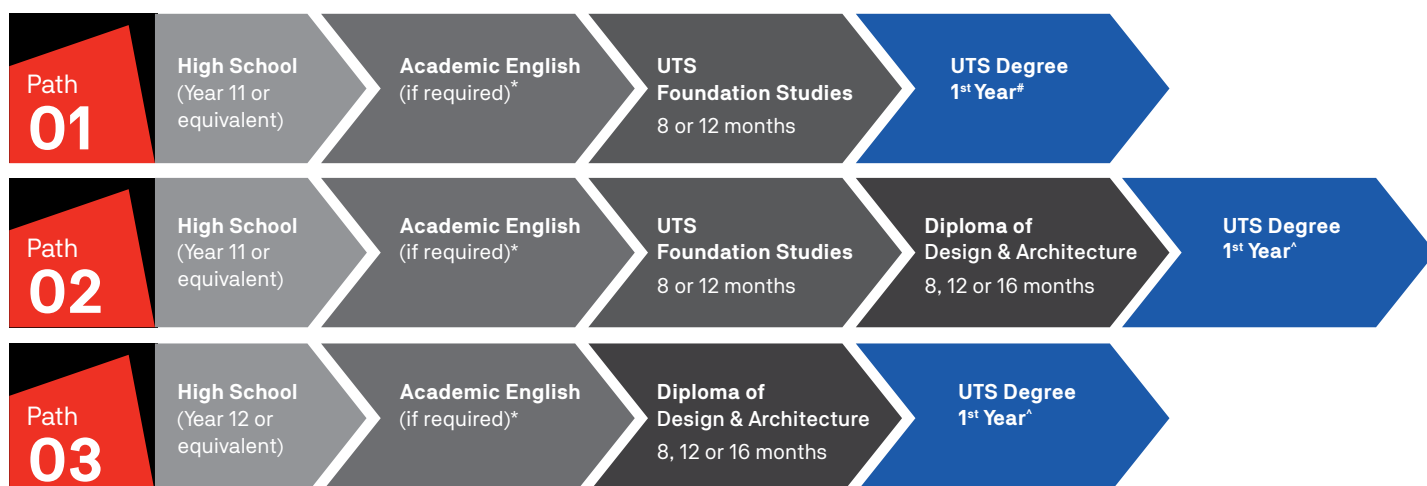 Path
01
High School
(Year 11 or
equivalent)
Academic English
(if required)*
UTS
Foundation Studies
8 or 12 months
UTS Degree
1st Year#
Path
02
High School
(Year 11 or
equivalent)
Academic English
(if required)*
UTS
Foundation Studies
8 or 12 months
Diploma of
Design & Architecture
8, 12 or 16 months
UTS Degree
1st Year^
Path
03
High School
(Year 12 or
equivalent)
Academic English
(if required)*
Diploma of
Design & Architecture
8, 12 or 16 months
UTS Degree
1st Year^